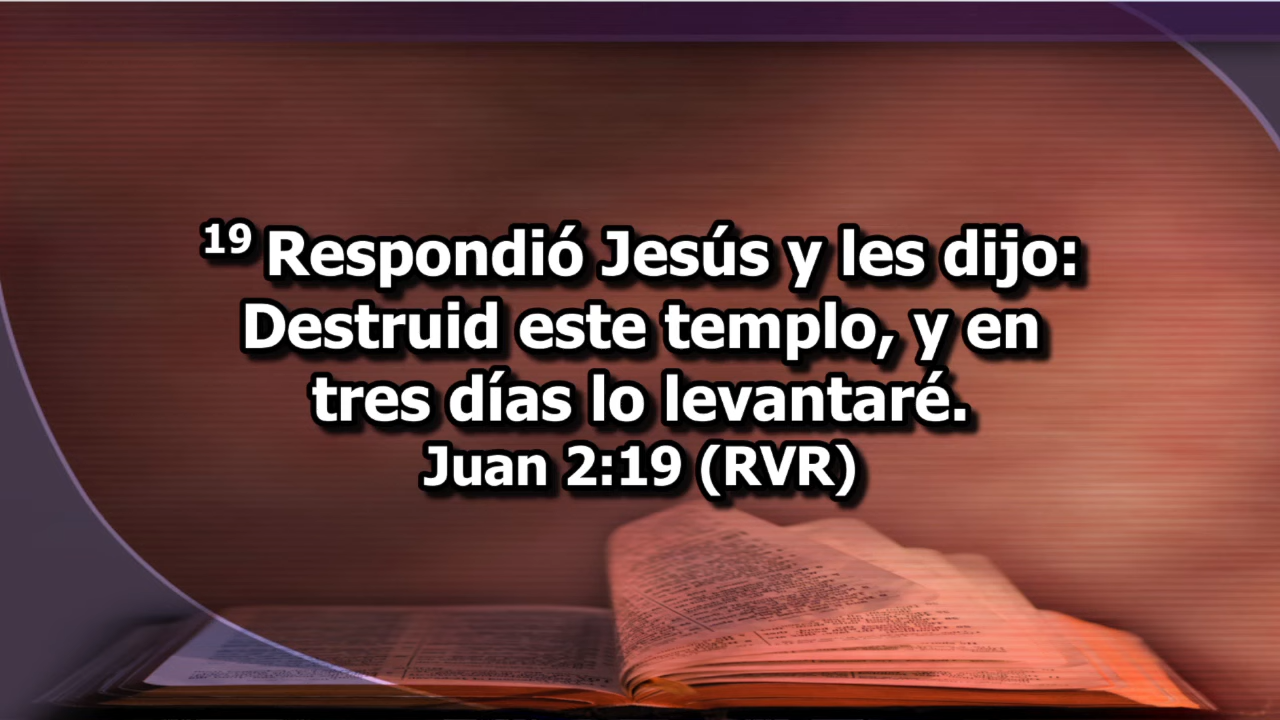 19 Respondió Jesús y les dijo:
Destruid este templo, y en
tres días lo levantaré.
Juan 2:19 (RVR)